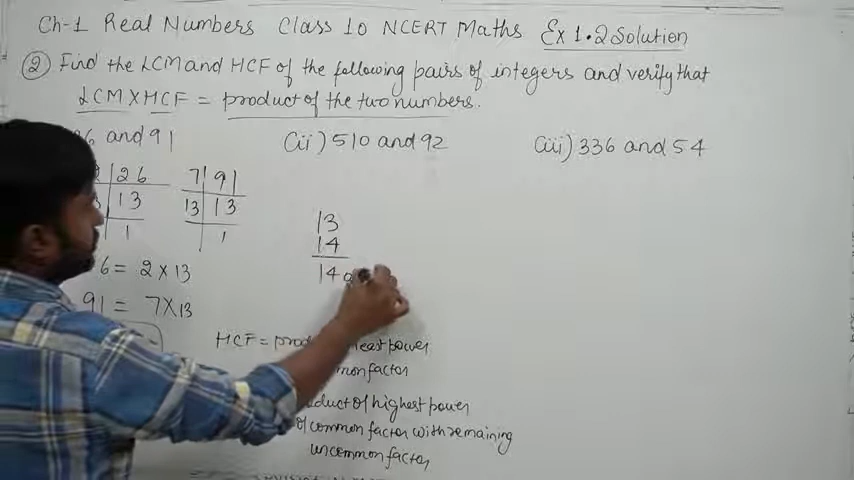 Ch-1 Real Numbers Class 10 NCERT Maths Ex 1.2 Solution
② Find the LCM and HCF of the following pairs of integers and verify that
LCM X HCF = product of the two numbers.
6 and 91 (ii) 510 and 92 (iii) 336 and 54
26 7 91
13 13 13
1 1
13
14
14
6 = 2 X 13
91 = 7 X 13
HCF = least power
factor
of highest power
of common factor with remaining
uncommon factor